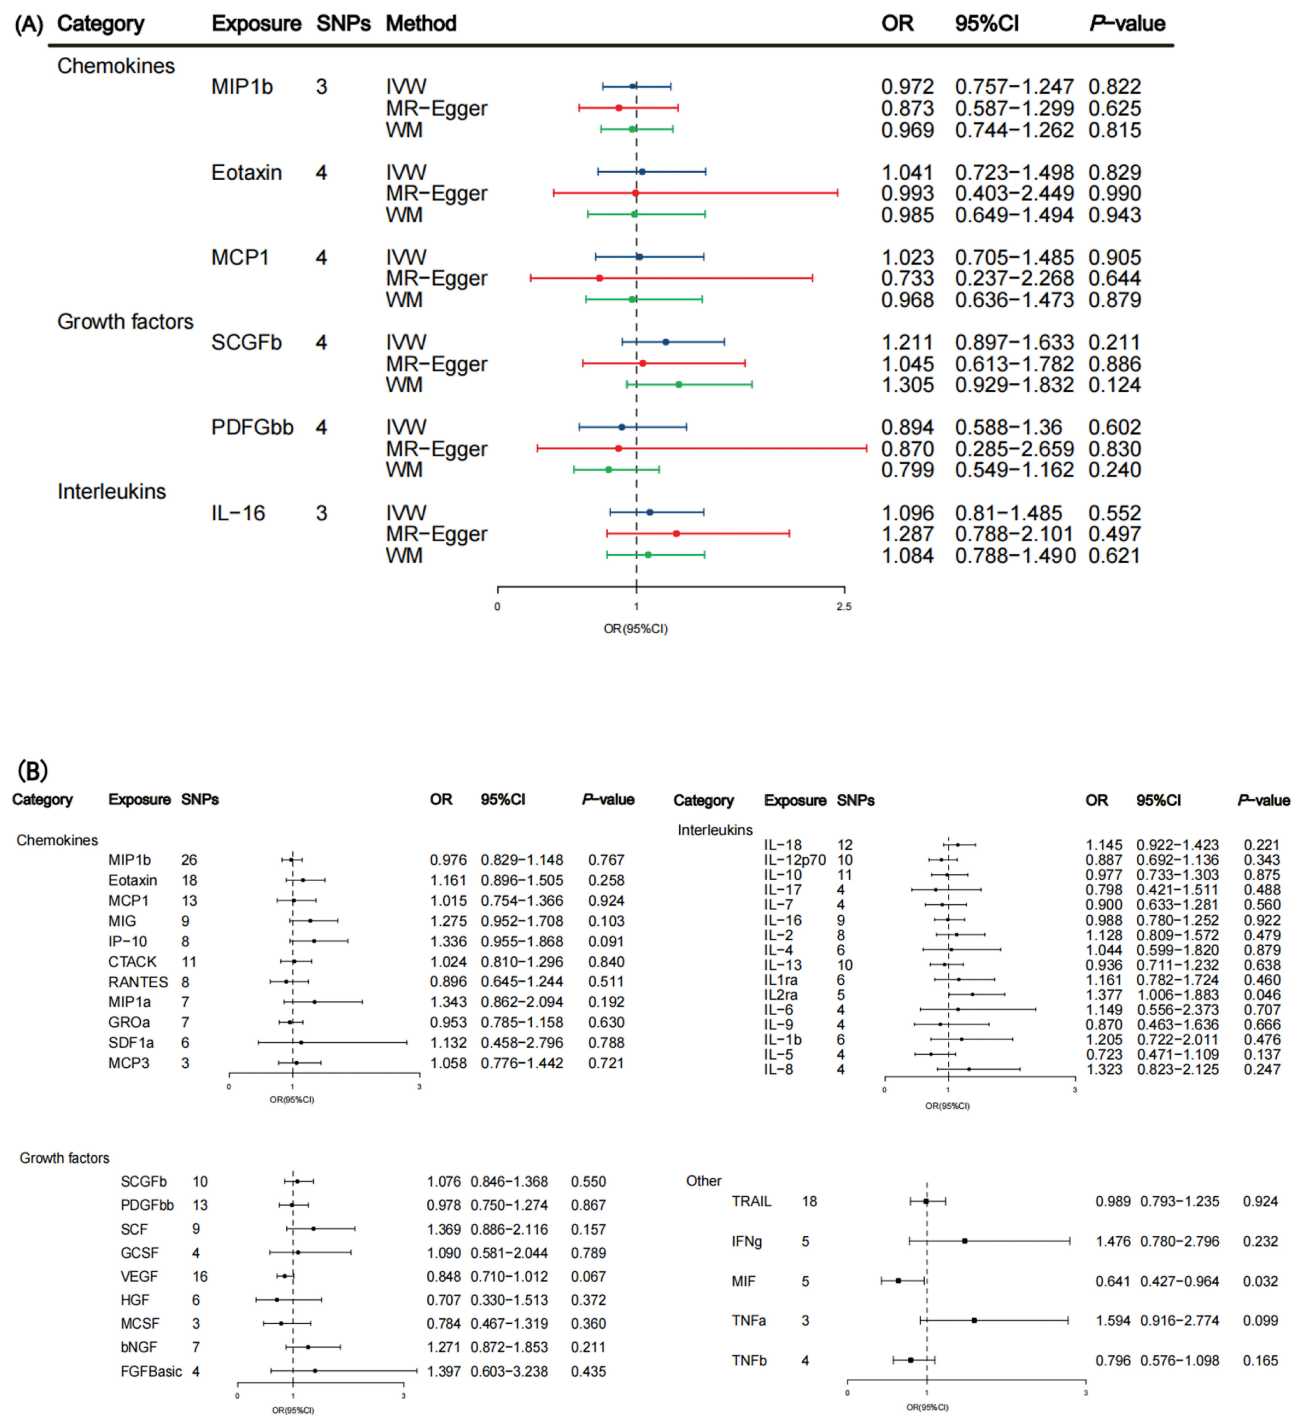 (A) Category Exposure SNPs Method OR 95%CI P−value
Chemokines
MIP1b 3 IVW 0.972 0.757−1.247 0.822
MR−Egger 0.873 0.587−1.299 0.625
WM 0.969 0.744−1.262 0.815
Eotaxin 4 IVW 1.041 0.723−1.498 0.829
MR−Egger 0.993 0.403−2.449 0.990
WM 0.985 0.649−1.494 0.943
MCP1 4 IVW 1.023 0.705−1.485 0.905
MR−Egger 0.733 0.237−2.268 0.644
WM 0.968 0.636−1.473 0.879
Growth factors
SCGFb 4 IVW 1.211 0.897−1.633 0.211
MR−Egger 1.045 0.613−1.782 0.886
WM 1.305 0.929−1.832 0.124
PDFGbb 4 IVW 0.894 0.588−1.36 0.602
MR−Egger 0.870 0.285−2.659 0.830
WM 0.799 0.549−1.162 0.240
Interleukins
IL−16 3 IVW 1.096 0.81−1.485 0.552
MR−Egger 1.287 0.788−2.101 0.497
WM 1.084 0.788−1.490 0.621
0 1 2.5
OR(95%CI)
(B)
Category Exposure SNPs OR 95%CI P−value
Chemokines
MIP1b 26 0.976 0.829−1.148 0.767
Eotaxin 18 1.161 0.896−1.505 0.258
MCP1 13 1.015 0.754−1.366 0.924
MIG 9 1.275 0.952−1.708 0.103
IP−10 8 1.336 0.955−1.868 0.091
CTACK 11 1.024 0.810−1.296 0.840
RANTES 8 0.896 0.645−1.244 0.511
MIP1a 7 1.343 0.862−2.094 0.192
GROa 7 0.953 0.785−1.158 0.630
SDF1a 6 1.132 0.458−2.796 0.788
MCP3 3 1.058 0.776−1.442 0.721
0 1 3
OR(95%CI)
Category Exposure SNPs OR 95%CI P−value
Interleukins
IL−18 12 1.145 0.922−1.423 0.221
IL−12p70 10 0.887 0.692−1.136 0.343
IL−10 11 0.977 0.733−1.303 0.875
IL−17 4 0.798 0.421−1.511 0.488
IL−7 4 0.900 0.633−1.281 0.560
IL−16 9 0.988 0.780−1.252 0.922
IL−2 8 1.128 0.809−1.572 0.479
IL−4 6 1.044 0.599−1.820 0.879
IL−13 10 0.936 0.711−1.232 0.638
IL1ra 6 1.161 0.782−1.724 0.460
IL2ra 5 1.377 1.006−1.883 0.046
IL−6 4 1.149 0.556−2.373 0.707
IL−9 4 0.870 0.463−1.636 0.666
IL−1b 6 1.205 0.722−2.011 0.476
IL−5 4 0.723 0.471−1.109 0.137
IL−8 4 1.323 0.823−2.125 0.247
0 1 3
OR(95%CI)
Growth factors
SCGFb 10 1.076 0.846−1.368 0.550
PDGFbb 13 0.978 0.750−1.274 0.867
SCF 9 1.369 0.886−2.116 0.157
GCSF 4 1.090 0.581−2.044 0.789
VEGF 16 0.848 0.710−1.012 0.067
HGF 6 0.707 0.330−1.513 0.372
MCSF 3 0.784 0.467−1.319 0.360
bNGF 7 1.271 0.872−1.853 0.211
FGFBasic 4 1.397 0.603−3.238 0.435
0 1 3
OR(95%CI)
Other
TRAIL 18 0.989 0.793−1.235 0.924
IFNg 5 1.476 0.780−2.796 0.232
MIF 5 0.641 0.427−0.964 0.032
TNFa 3 1.594 0.916−2.774 0.099
TNFb 4 0.796 0.576−1.098 0.165
0 1 3
OR(95%CI)